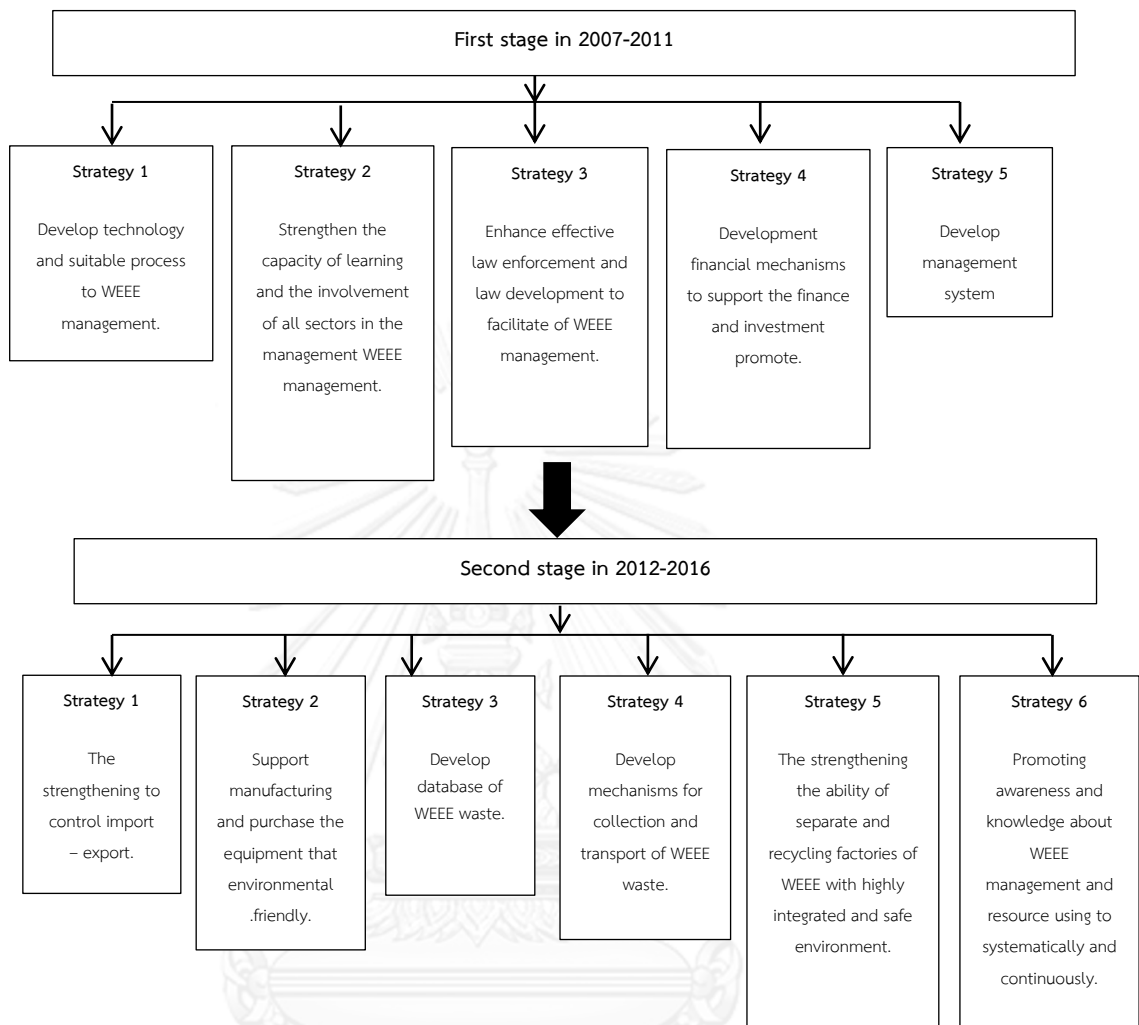 First stage in 2007-2011
Strategy 1
Develop technology
and suitable process
to WEEE
management.
Strategy 2
Strengthen the
capacity of learning
and the involvement
of all sectors in the
management WEEE
management.
Strategy 3
Enhance effective
law enforcement and
law development to
facilitate of WEEE
management.
Strategy 4
Development
financial mechanisms
to support the finance
and investment
promote.
Strategy 5
Develop
management
system
Second stage in 2012-2016
Strategy 1
The
strengthening to
control import
– export.
Strategy 2
Support
manufacturing
and purchase the
equipment that
environmental
.friendly.
Strategy 3
Develop
database of
WEEE waste.
Strategy 4
Develop
mechanisms for
collection and
transport of WEEE
waste.
Strategy 5
The strengthening
the ability of
separate and
recycling factories of
WEEE with highly
integrated and safe
environment.
Strategy 6
Promoting
awareness and
knowledge about
WEEE
management and
resource using to
systematically and
continuously.